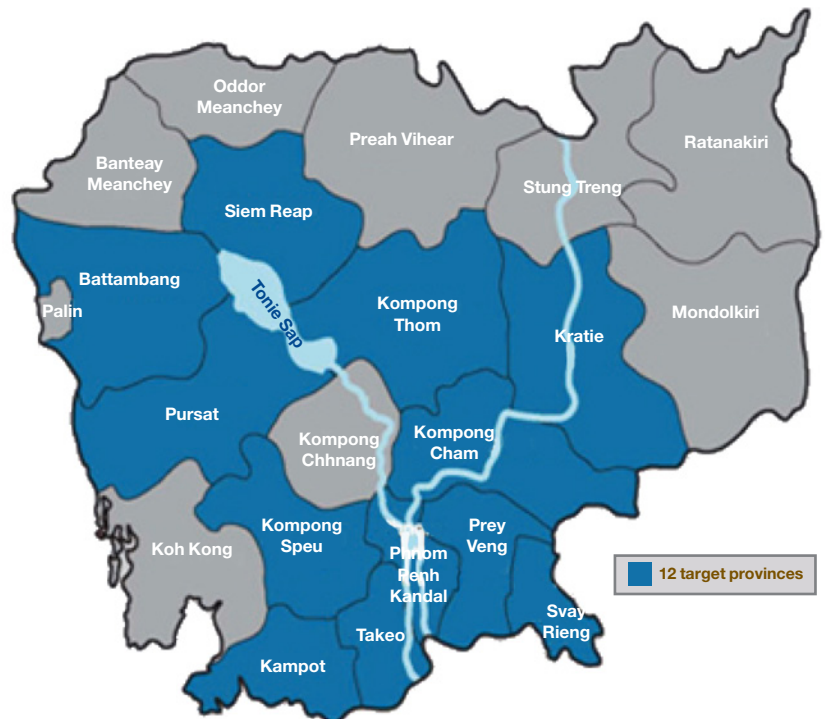 Oddor
Meanchey
Preah Vihear
Ratanakiri
Banteay
Meanchey
Stung Treng
Siem Reap
Battambang
Tonie Sap
Palin
Kompong
Thom
Mondolkiri
Kratie
Pursat
Kompong
Chhnang
Kompong
Cham
Kompong
Speu
Prey
Veng
Koh Kong
Phnom
Penh
Kandal
12 target provinces
Svay
Rieng
Takeo
Kampot